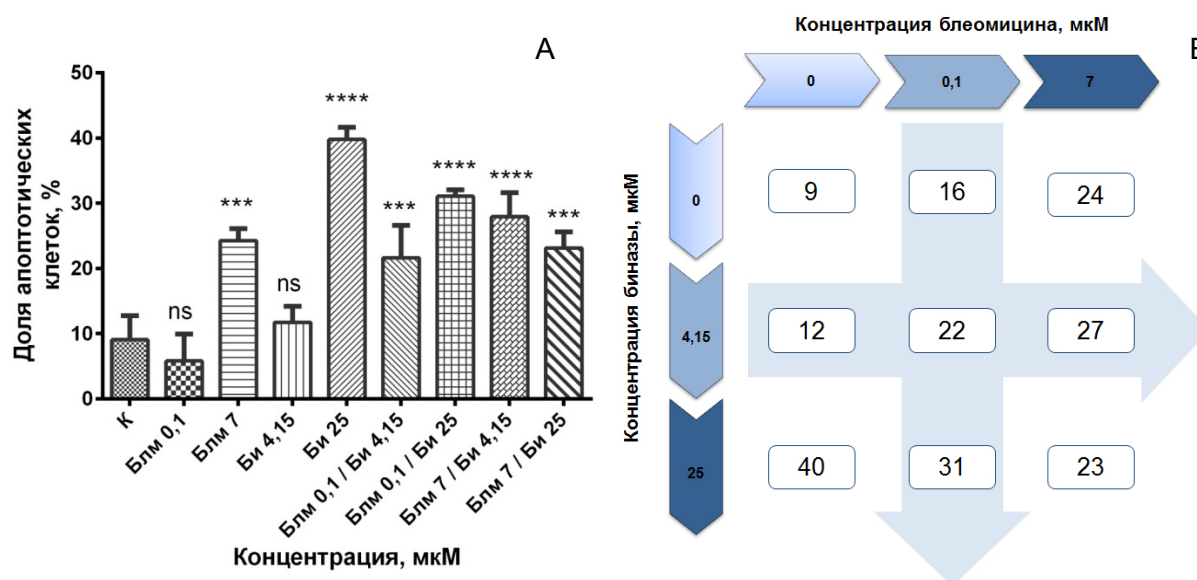 А
Доля апоптотических
клеток, %
50
40
30
20
10
0
ns
***
ns
****
***
****
****
***
К
Блм 0,1
Блм 7
Би 4,15
Би 25
Блм 0,1 / Би 4,15
Блм 0,1 / Би 25
Блм 7 / Би 4,15
Блм 7 / Би 25
Концентрация, мкМ
Концентрация блеомицина, мкМ
0
0,1
7
Концентрация биназы, мкМ
0
9
16
24
4,15
12
22
27
25
40
31
23